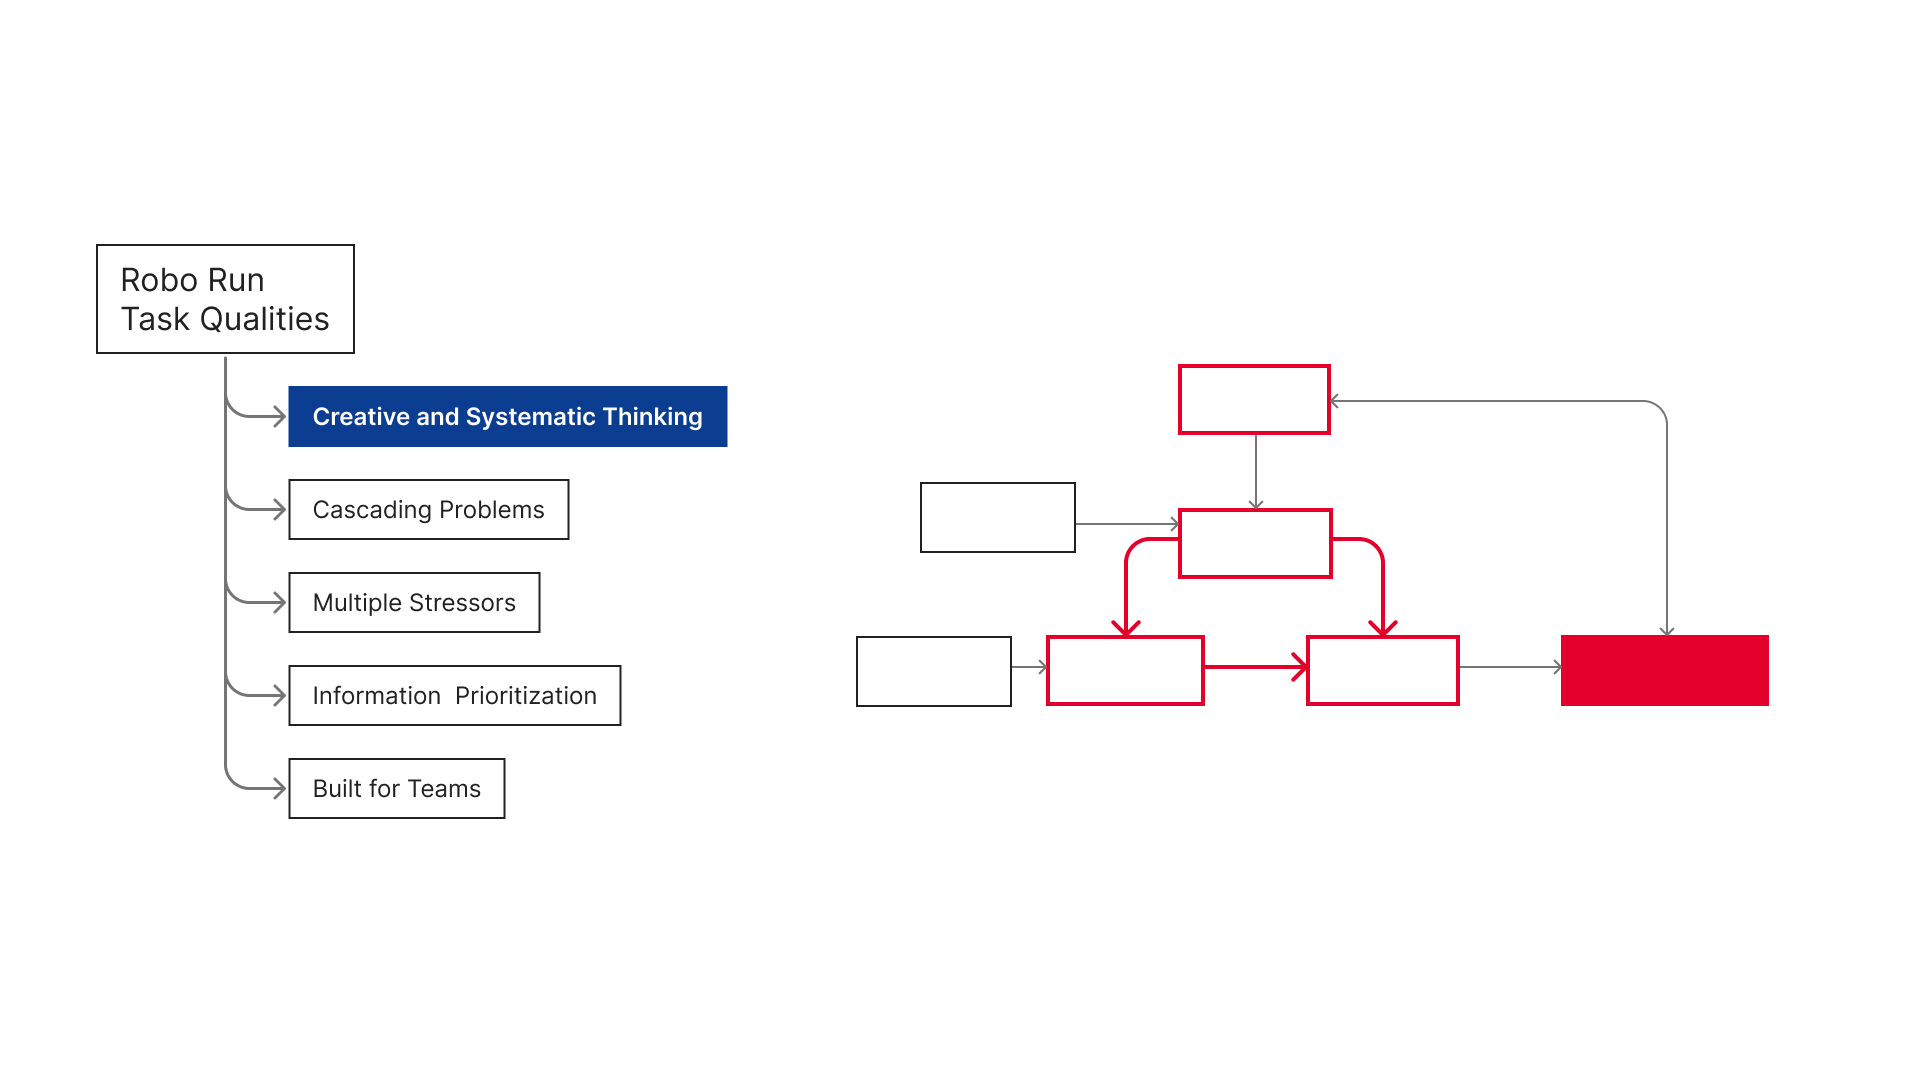 Robo Run
Task Qualities
Creative and Systematic Thinking
Cascading Problems
Multiple Stressors
Information  Prioritization
Built for Teams